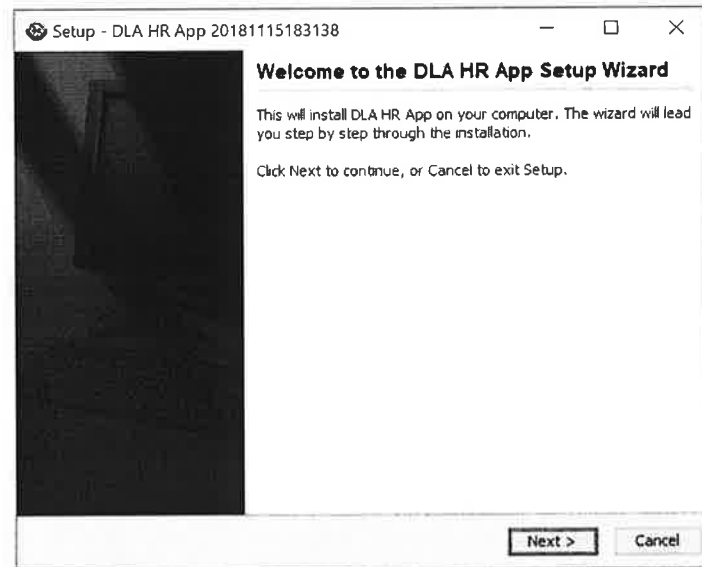 Setup - DLA HR App 20181115183138
Welcome to the DLA HR App Setup Wizard
This will install DLA HR App on your computer. The wizard will lead
you step by step through the installation.
Click Next to continue, or Cancel to exit Setup.
Next >
Cancel